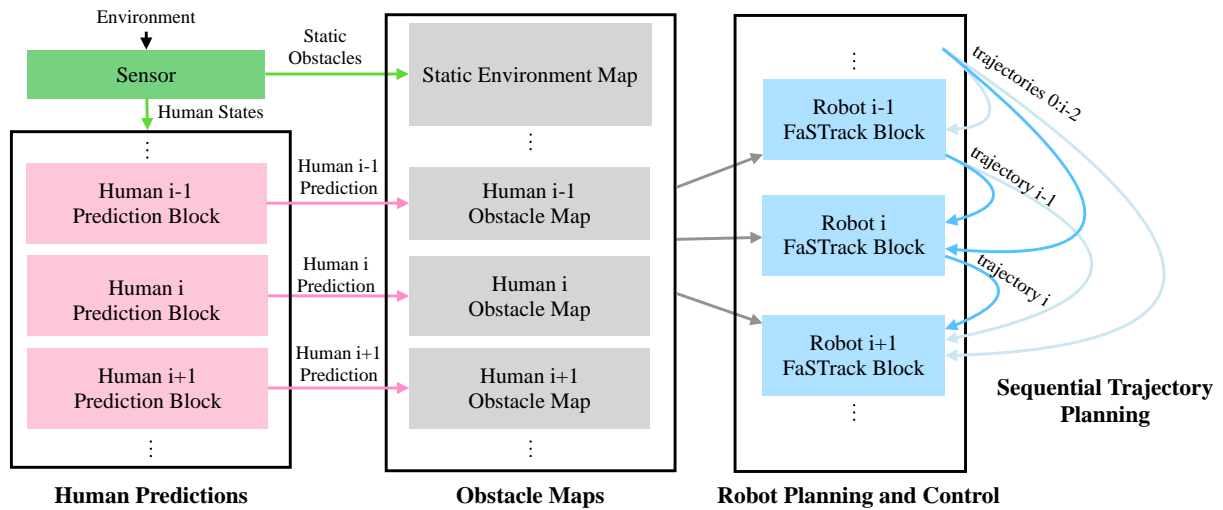 Environment
Sensor
Static
Obstacles
Human States
⋮
Human i-1
Prediction Block
Human i
Prediction Block
Human i+1
Prediction Block
⋮
Human Predictions
Human i-1
Prediction
Human i
Prediction
Human i+1
Prediction
Static Environment Map
⋮
Human i-1
Obstacle Map
Human i
Obstacle Map
Human i+1
Obstacle Map
⋮
Obstacle Maps
⋮
Robot i-1
FaSTrack Block
Robot i
FaSTrack Block
Robot i+1
FaSTrack Block
⋮
Robot Planning and Control
trajectories 0:i-2
trajectory i-1
trajectory i
Sequential Trajectory
Planning